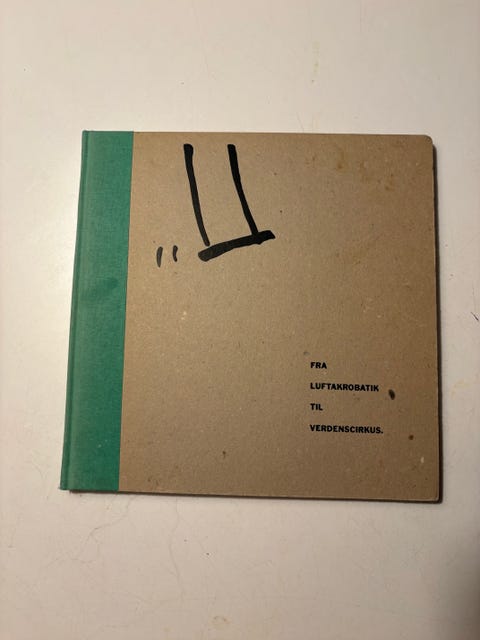 FRA
LUFTAKROBATIK
TIL
VERDENSCIRKUS.